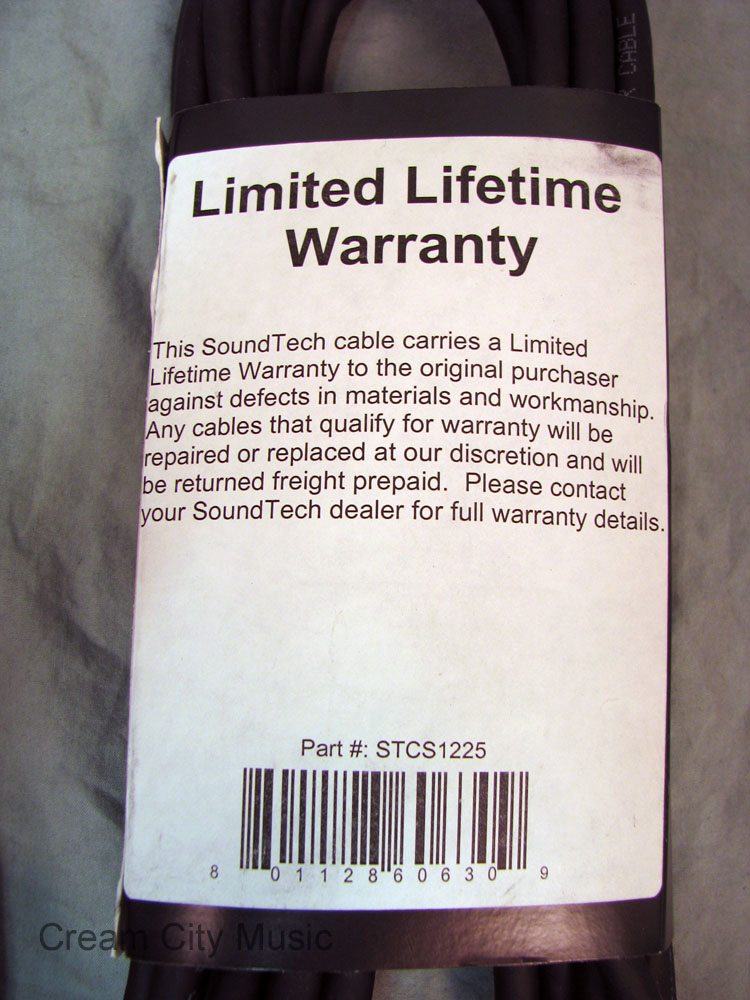 R CABLE
Limited Lifetime
Warranty
This SoundTech cable carries a Limited
Lifetime Warranty to the original purchaser
against defects in materials and workmanship.
Any cables that qualify for warranty will be
repaired or replaced at our discretion and will
be returned freight prepaid.  Please contact
your SoundTech dealer for full warranty details.
Part #: STCS1225
8 01128 60630 9
Cream City Music